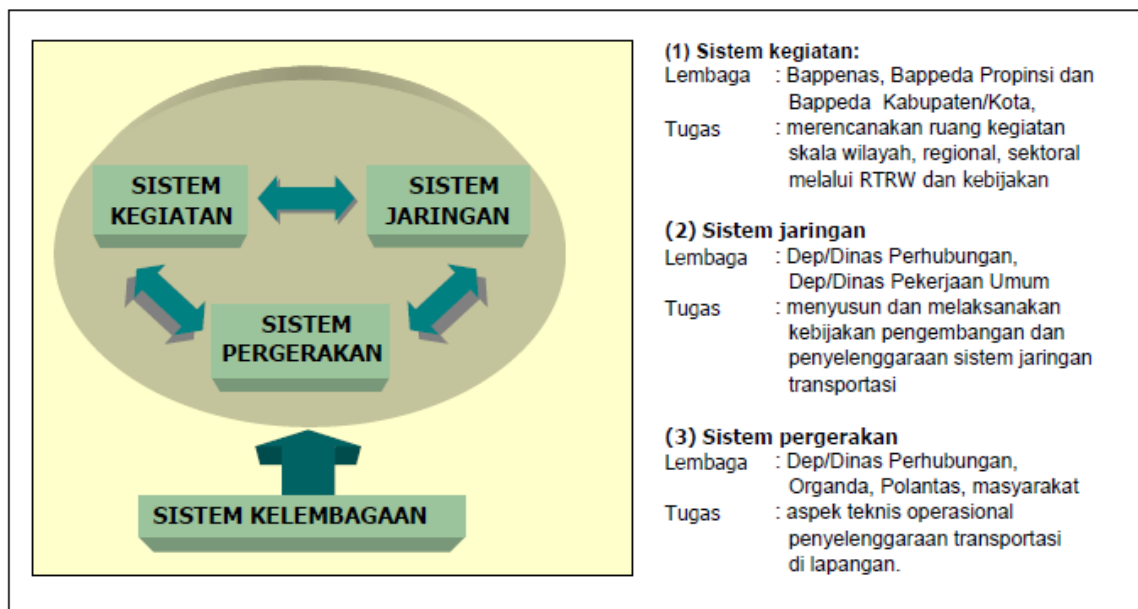 SISTEM
KEGIATAN
SISTEM
JARINGAN
SISTEM
PERGERAKAN
SISTEM KELEMBAGAAN
(1) Sistem kegiatan:
Lembaga : Bappenas, Bappeda Propinsi dan
Bappeda Kabupaten/Kota,
Tugas : merencanakan ruang kegiatan
skala wilayah, regional, sektoral
melalui RTRW dan kebijakan
(2) Sistem jaringan
Lembaga : Dep/Dinas Perhubungan,
Dep/Dinas Pekerjaan Umum
Tugas : menyusun dan melaksanakan
kebijakan pengembangan dan
penyelenggaraan sistem jaringan
transportasi
(3) Sistem pergerakan
Lembaga : Dep/Dinas Perhubungan,
Organda, Polantas, masyarakat
Tugas : aspek teknis operasional
penyelenggaraan transportasi
di lapangan.